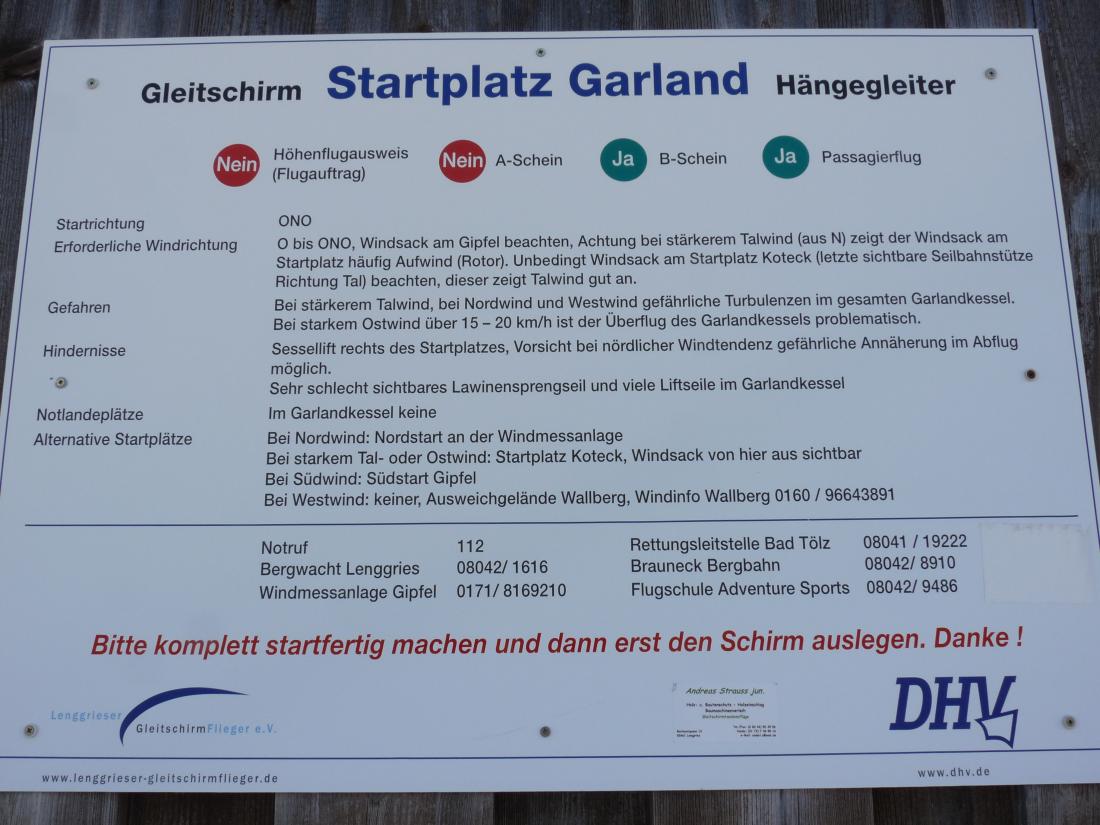 Gleitschirm Startplatz Garland Hängegleiter
Nein Höhenflugausweis (Flugauftrag) Nein A-Schein Ja B-Schein Ja Passagierflug
Startrichtung ONO
Erforderliche Windrichtung O bis ONO, Windsack am Gipfel beachten, Achtung bei stärkerem Talwind (aus N) zeigt der Windsack am
Startplatz häufig Aufwind (Rotor). Unbedingt Windsack am Startplatz Koteck (letzte sichtbare Seilbahnstütze
Richtung Tal) beachten, dieser zeigt Talwind gut an.
Gefahren Bei stärkerem Talwind, bei Nordwind und Westwind gefährliche Turbulenzen im gesamten Garlandkessel.
Bei starkem Ostwind über 15 – 20 km/h ist der Überflug des Garlandkessels problematisch.
Hindernisse Sessellift rechts des Startplatzes, Vorsicht bei nördlicher Windtendenz gefährliche Annäherung im Abflug
möglich.
Sehr schlecht sichtbares Lawinensprengseil und viele Liftseile im Garlandkessel
Notlandeplätze Im Garlandkessel keine
Alternative Startplätze Bei Nordwind: Nordstart an der Windmessanlage
Bei starkem Tal- oder Ostwind: Startplatz Koteck, Windsack von hier aus sichtbar
Bei Südwind: Südstart Gipfel
Bei Westwind: keiner, Ausweichgelände Wallberg, Windinfo Wallberg 0160 / 96643891
Notruf 112 Rettungsleitstelle Bad Tölz 08041 / 19222
Bergwacht Lenggries 08042/ 1616 Brauneck Bergbahn 08042/ 8910
Windmessanlage Gipfel 0171/ 8169210 Flugschule Adventure Sports 08042/ 9486
Bitte komplett startfertig machen und dann erst den Schirm auslegen. Danke !
Lenggrieser
GleitschirmFlieger e.V.
Andreas Strauss jun.
Holz- u. Bautenschutz - Holzeinschlag
Baumaschinenverleih
Gleitschirmtandemflüge
DHV
www.lenggrieser-gleitschirmflieger.de www.dhv.de